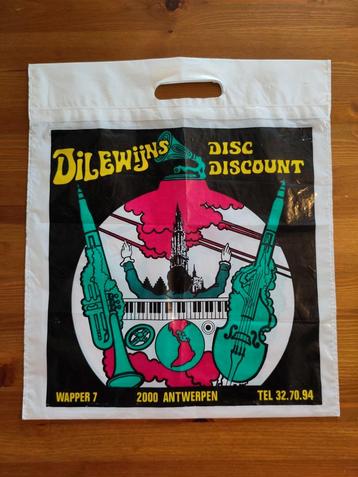 DiLEWijNS DISC
DISCOUNT
WAPPER 7 2000 ANTWERPEN TEL 32.70.94